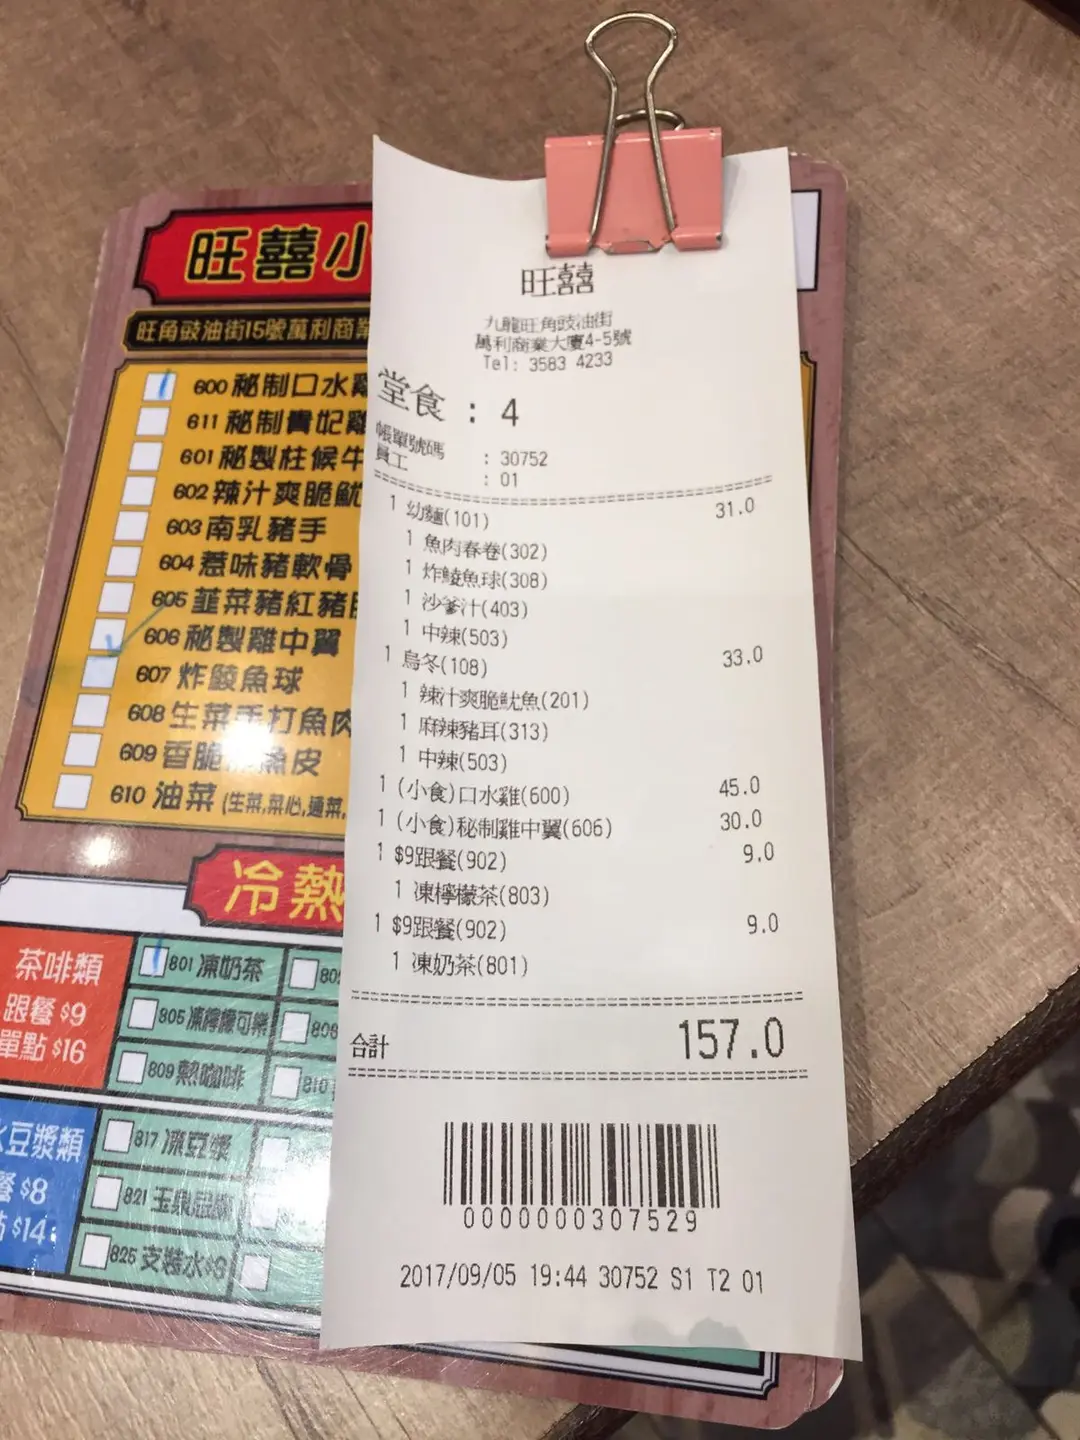 旺囍
九龍旺角豉油街
萬利商業大廈4-5號
Tel: 3583 4233
堂食 : 4
帳單號碼 : 30752
員工 : 01
1 幼麵(101) 31.0
1 魚肉春卷(302)
1 炸鯪魚球(308)
1 沙爹汁(403)
1 中辣(503)
1 烏冬(108) 33.0
1 辣汁爽脆魷魚(201)
1 麻辣豬耳(313)
1 中辣(503)
1 (小食)口水雞(600) 45.0
1 (小食)秘制雞中翼(606) 30.0
1 $9跟餐(902) 9.0
1 凍檸檬茶(803)
1 $9跟餐(902) 9.0
1 凍奶茶(801)
合計 157.0
0000000307529
2017/09/05 19:44 30752 S1 T2 01
旺囍小
旺角豉油街15號萬利商業
600 秘制口水雞
611 秘制貴妃雞
601 秘製柱候牛
602 辣汁爽脆魷
603 南乳豬手
604 惹味豬軟骨
605 韮菜豬紅豬
606 秘製雞中翼
607 炸鯪魚球
608 生菜手打魚肉
609 香脆魚皮
610 油菜 (生菜,菜心,通菜,
冷熱
茶啡類
跟餐 $9
單點 $16
801 凍奶茶
805 凍檸檬可樂
809 熱咖啡
810
豆漿類
餐 $8
$14
817 凍豆漿
821
825 支裝水$8